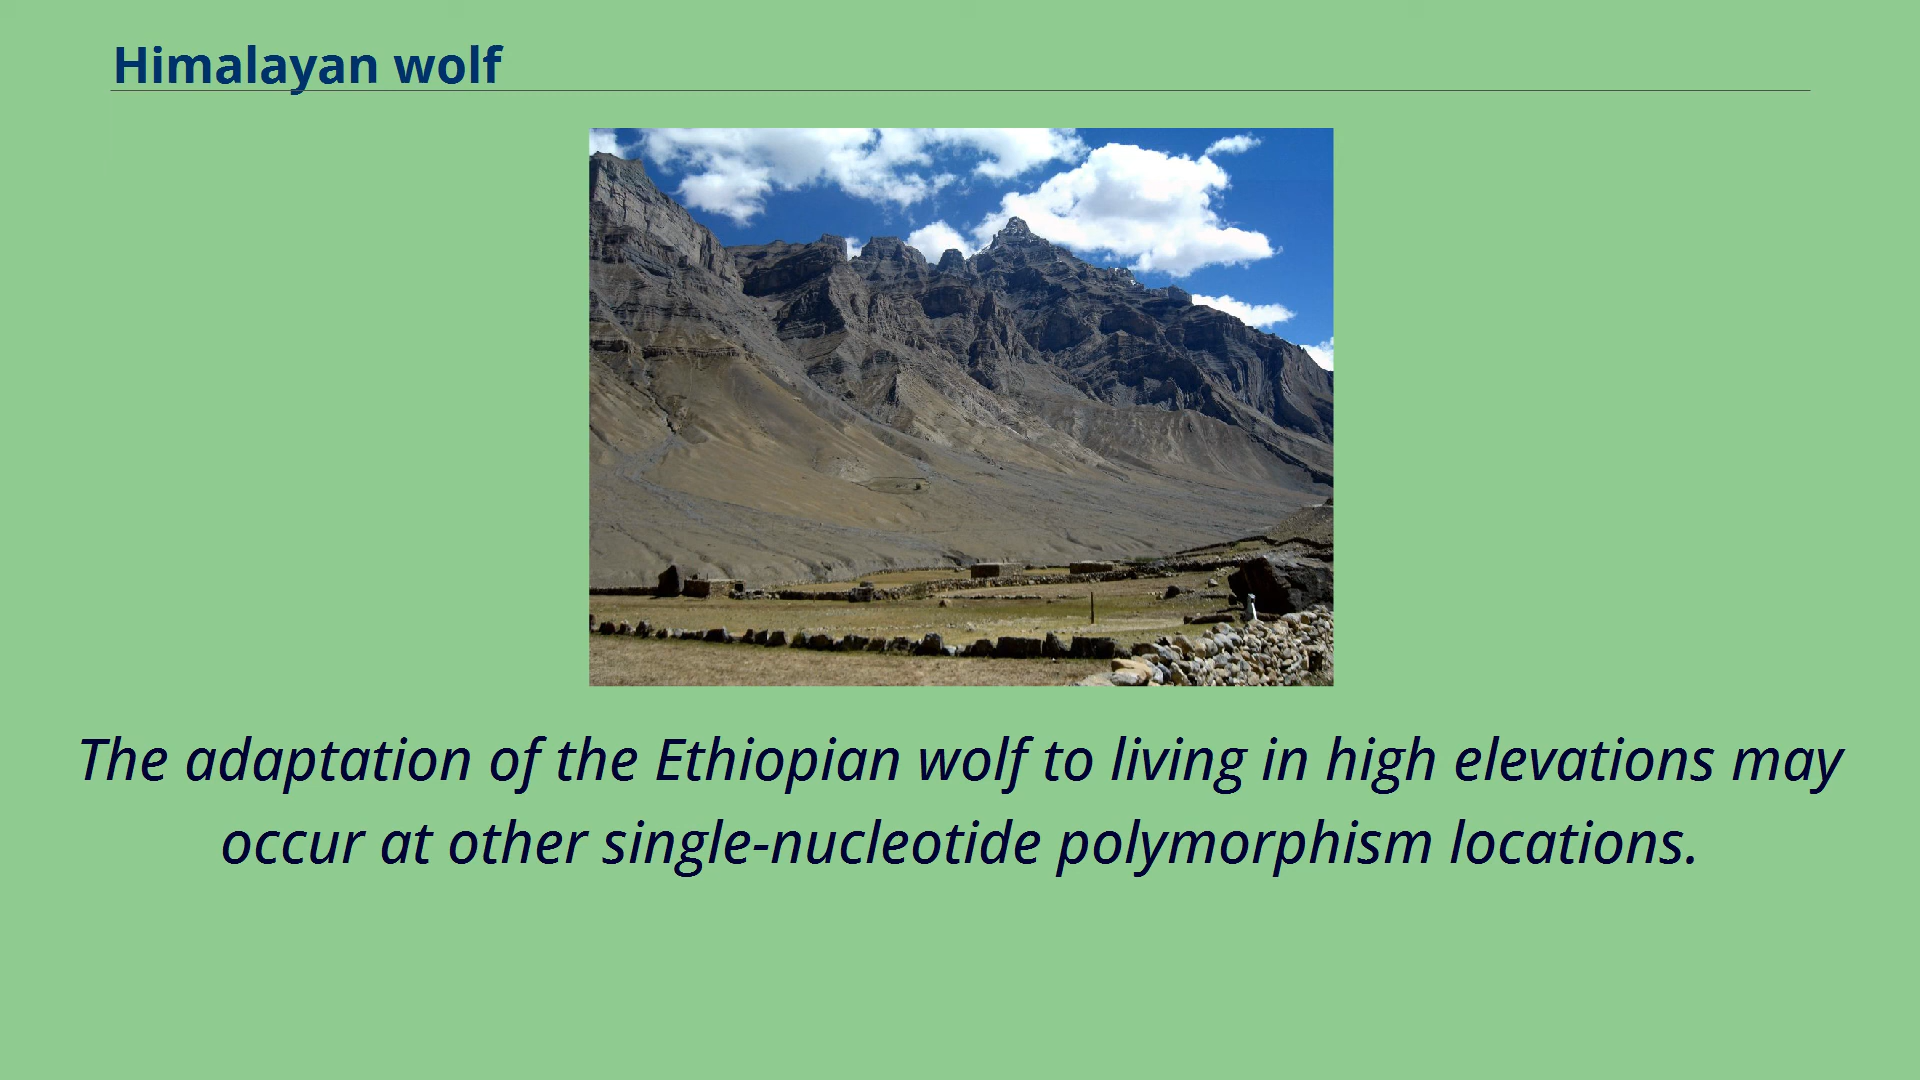 Himalayan wolf
The adaptation of the Ethiopian wolf to living in high elevations may
occur at other single-nucleotide polymorphism locations.